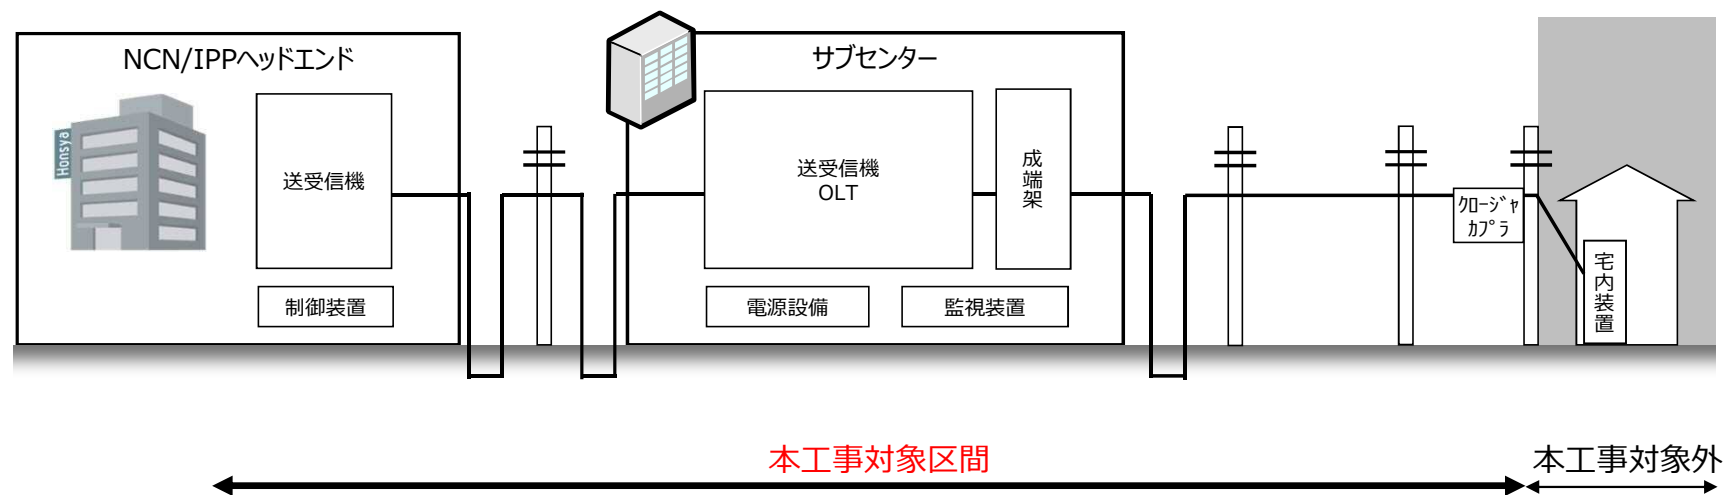 NCN/IPPヘッドエンド
Honsya
送受信機
制御装置
サブセンター
送受信機
OLT
成端架
電源設備
監視装置
クロージャ
カプラ
宅内装置
本工事対象区間
本工事対象外